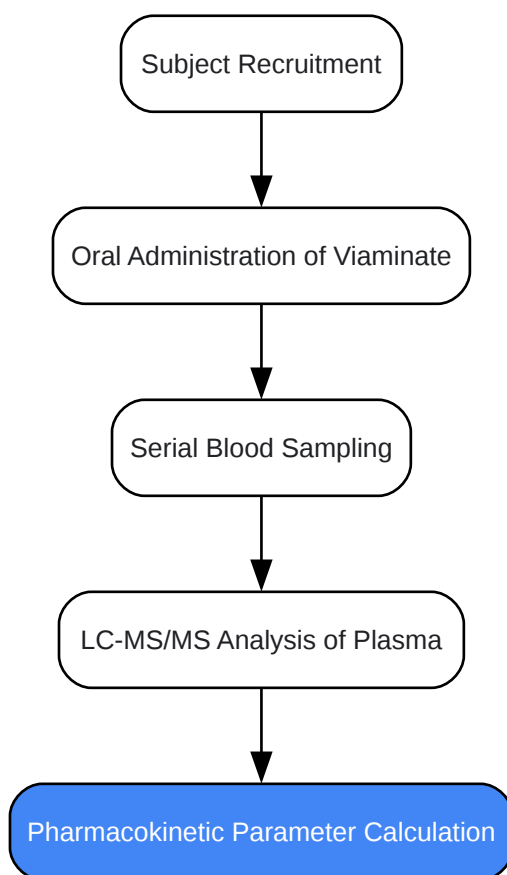 Subject Recruitment
Oral Administration of Viaminate
Serial Blood Sampling
LC-MS/MS Analysis of Plasma
Pharmacokinetic Parameter Calculation